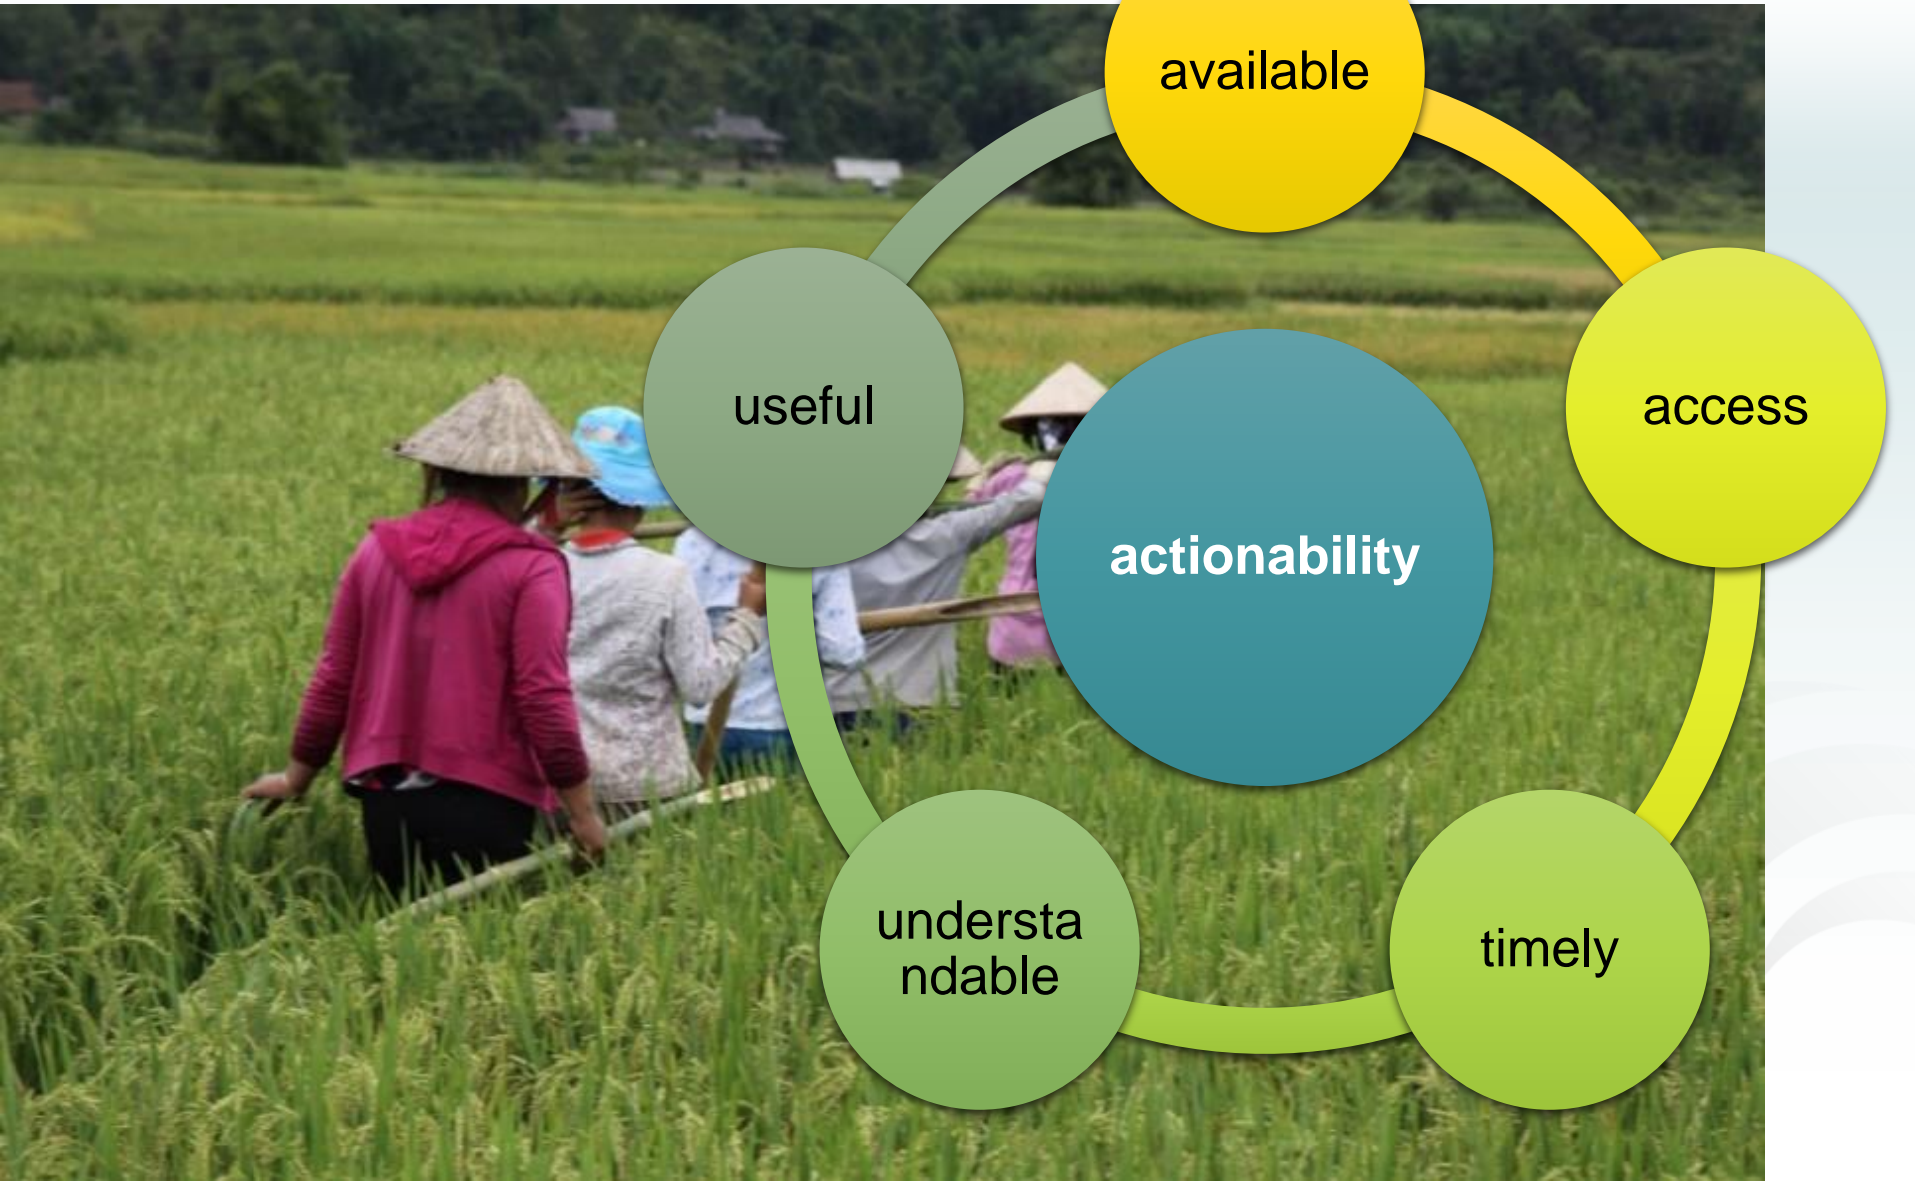 available
access
timely
understa
ndable
useful
actionability